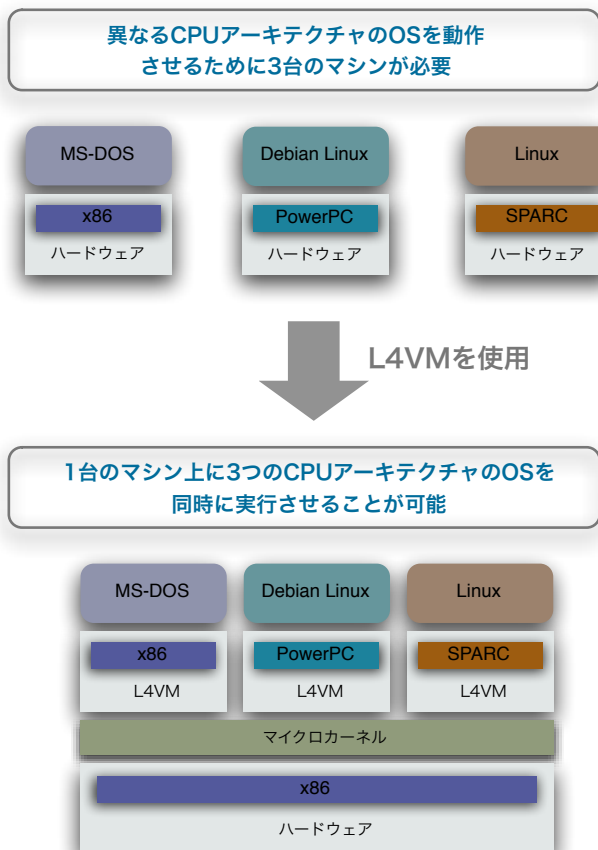 異なるCPUアーキテクチャのOSを動作
させるために3台のマシンが必要
MS-DOS
Debian Linux
Linux
x86
PowerPC
SPARC
ハードウェア
ハードウェア
ハードウェア
L4VMを使用
1台のマシン上に3つのCPUアーキテクチャのOSを
同時に実行させることが可能
MS-DOS
Debian Linux
Linux
x86
PowerPC
SPARC
L4VM
L4VM
L4VM
マイクロカーネル
x86
ハードウェア